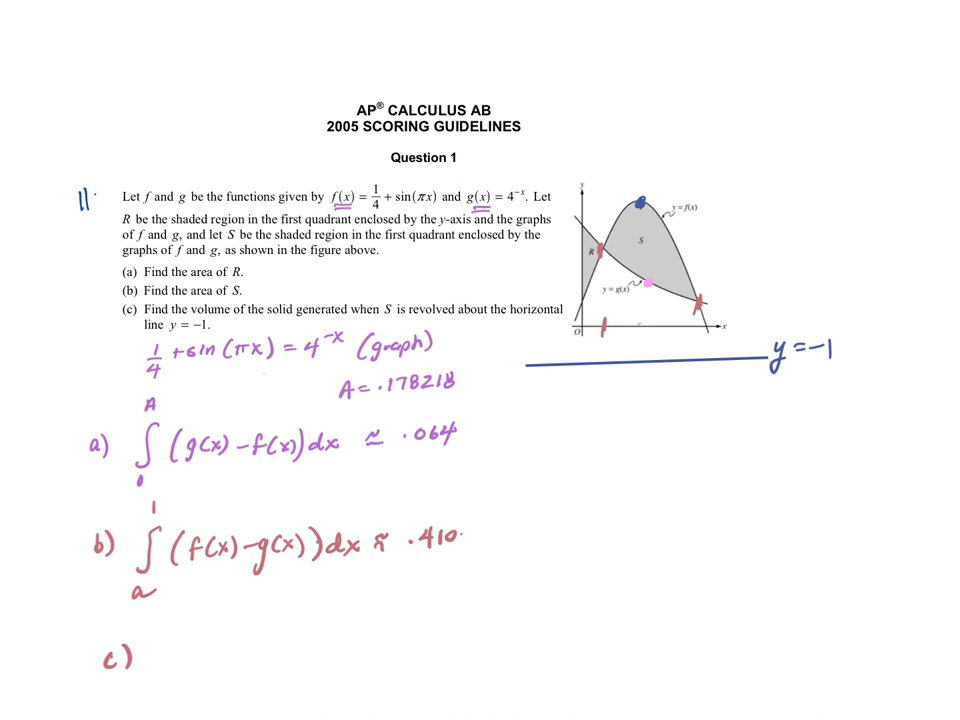 AP® CALCULUS AB
2005 SCORING GUIDELINES
Question 1
11.
Let f and g be the functions given by f(x) = 1/4 + sin(πx) and g(x) = 4^{-x}. Let
R be the shaded region in the first quadrant enclosed by the y-axis and the graphs
of f and g, and let S be the shaded region in the first quadrant enclosed by the
graphs of f and g, as shown in the figure above.
(a) Find the area of R.
(b) Find the area of S.
(c) Find the volume of the solid generated when S is revolved about the horizontal
line y = −1.
y
y = f(x)
S
R
y = g(x)
O
x
y = -1
1/4 + sin(πx) = 4^{-x} (graph)
A = .178218
a) ∫_0^A (g(x) - f(x)) dx ≈ .064
b) ∫_a^1 (f(x) - g(x)) dx ≈ .410.
c)